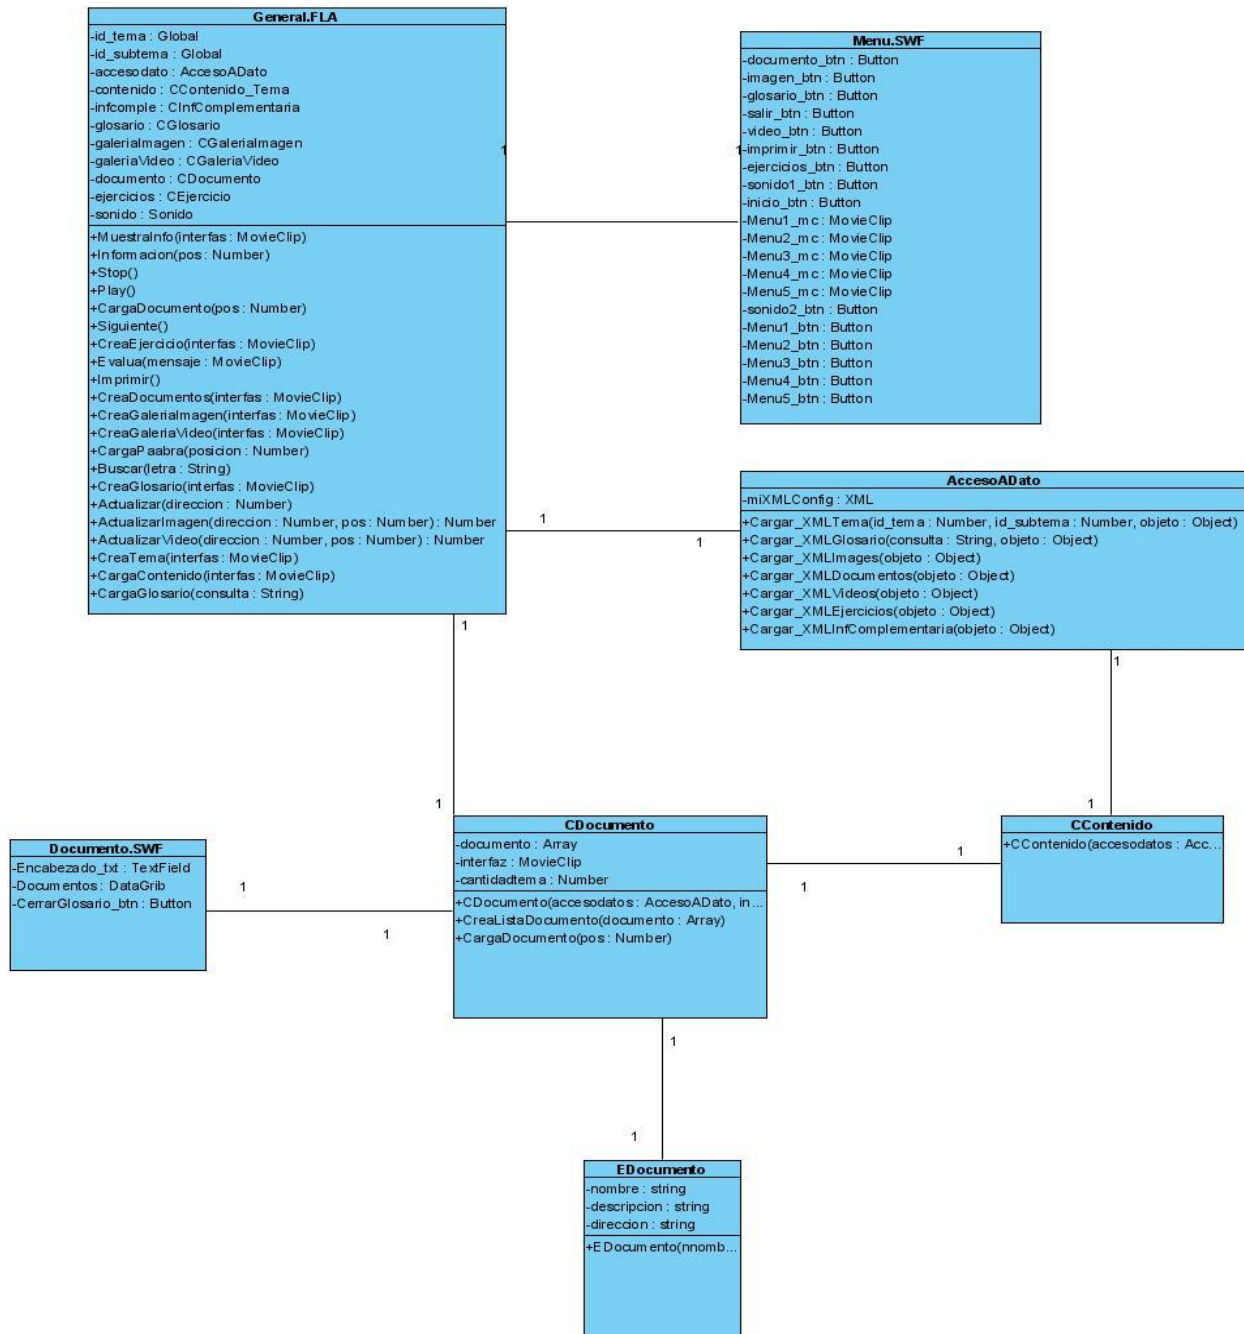 General.FLA
-id_tema : Global
-id_subtema : Global
-accesodato : AccesoADato
-contenido : CContenido_Tema
-infcomple : CInfComplementaria
-glosario : CGlosario
-galeriaImagen : CGaleriaImagen
-galeriaVideo : CGaleriaVideo
-documento : CDocumento
-ejercicios : CEjercicio
-sonido : Sonido
+MuestraInfo(interfas : MovieClip)
+Informacion(pos : Number)
+Stop()
+Play()
+CargaDocumento(pos : Number)
+Siguiente()
+CreaEjercicio(interfas : MovieClip)
+Evalua(mensaje : MovieClip)
+Imprimir()
+CreaDocumentos(interfas : MovieClip)
+CreaGaleriaImagen(interfas : MovieClip)
+CreaGaleriaVideo(interfas : MovieClip)
+CargaPaabra(posicion : Number)
+Buscar(letra : String)
+CreaGlosario(interfas : MovieClip)
+Actualizar(direccion : Number)
+ActualizarImagen(direccion : Number, pos : Number) : Number
+ActualizarVideo(direccion : Number, pos : Number) : Number
+CreaTema(interfas : MovieClip)
+CargaContenido(interfas : MovieClip)
+CargaGlosario(consulta : String)
1
1
Menu.SWF
-documento_btn : Button
-imagen_btn : Button
-glosario_btn : Button
-salir_btn : Button
-video_btn : Button
-imprimir_btn : Button
-ejercicios_btn : Button
-sonido1_btn : Button
-inicio_btn : Button
-Menu1_mc : MovieClip
-Menu2_mc : MovieClip
-Menu3_mc : MovieClip
-Menu4_mc : MovieClip
-Menu5_mc : MovieClip
-sonido2_btn : Button
-Menu1_btn : Button
-Menu2_btn : Button
-Menu3_btn : Button
-Menu4_btn : Button
-Menu5_btn : Button
1
1
AccesoADato
-miXMLConfig : XML
+Cargar_XMLTema(id_tema : Number, id_subtema : Number, objeto : Object)
+Cargar_XMLGlosario(consulta : String, objeto : Object)
+Cargar_XMLImages(objeto : Object)
+Cargar_XMLDocumentos(objeto : Object)
+Cargar_XMLVideos(objeto : Object)
+Cargar_XMLEjercicios(objeto : Object)
+Cargar_XMLInfComplementaria(objeto : Object)
1
1
1
1
Documento.SWF
-Encabezado_txt : TextField
-Documentos : DataGrib
-CerrarGlosario_btn : Button
1
1
CDocumento
-documento : Array
-interfaz : MovieClip
-cantidadtema : Number
+CDocumento(accesodatos : AccesoADato, in...
+CreaListaDocumento(documento : Array)
+CargaDocumento(pos : Number)
1
1
CContenido
+CContenido(accesodatos : Acc...
1
1
EDocumento
-nombre : string
-descripcion : string
-direccion : string
+EDocumento(nnomb...